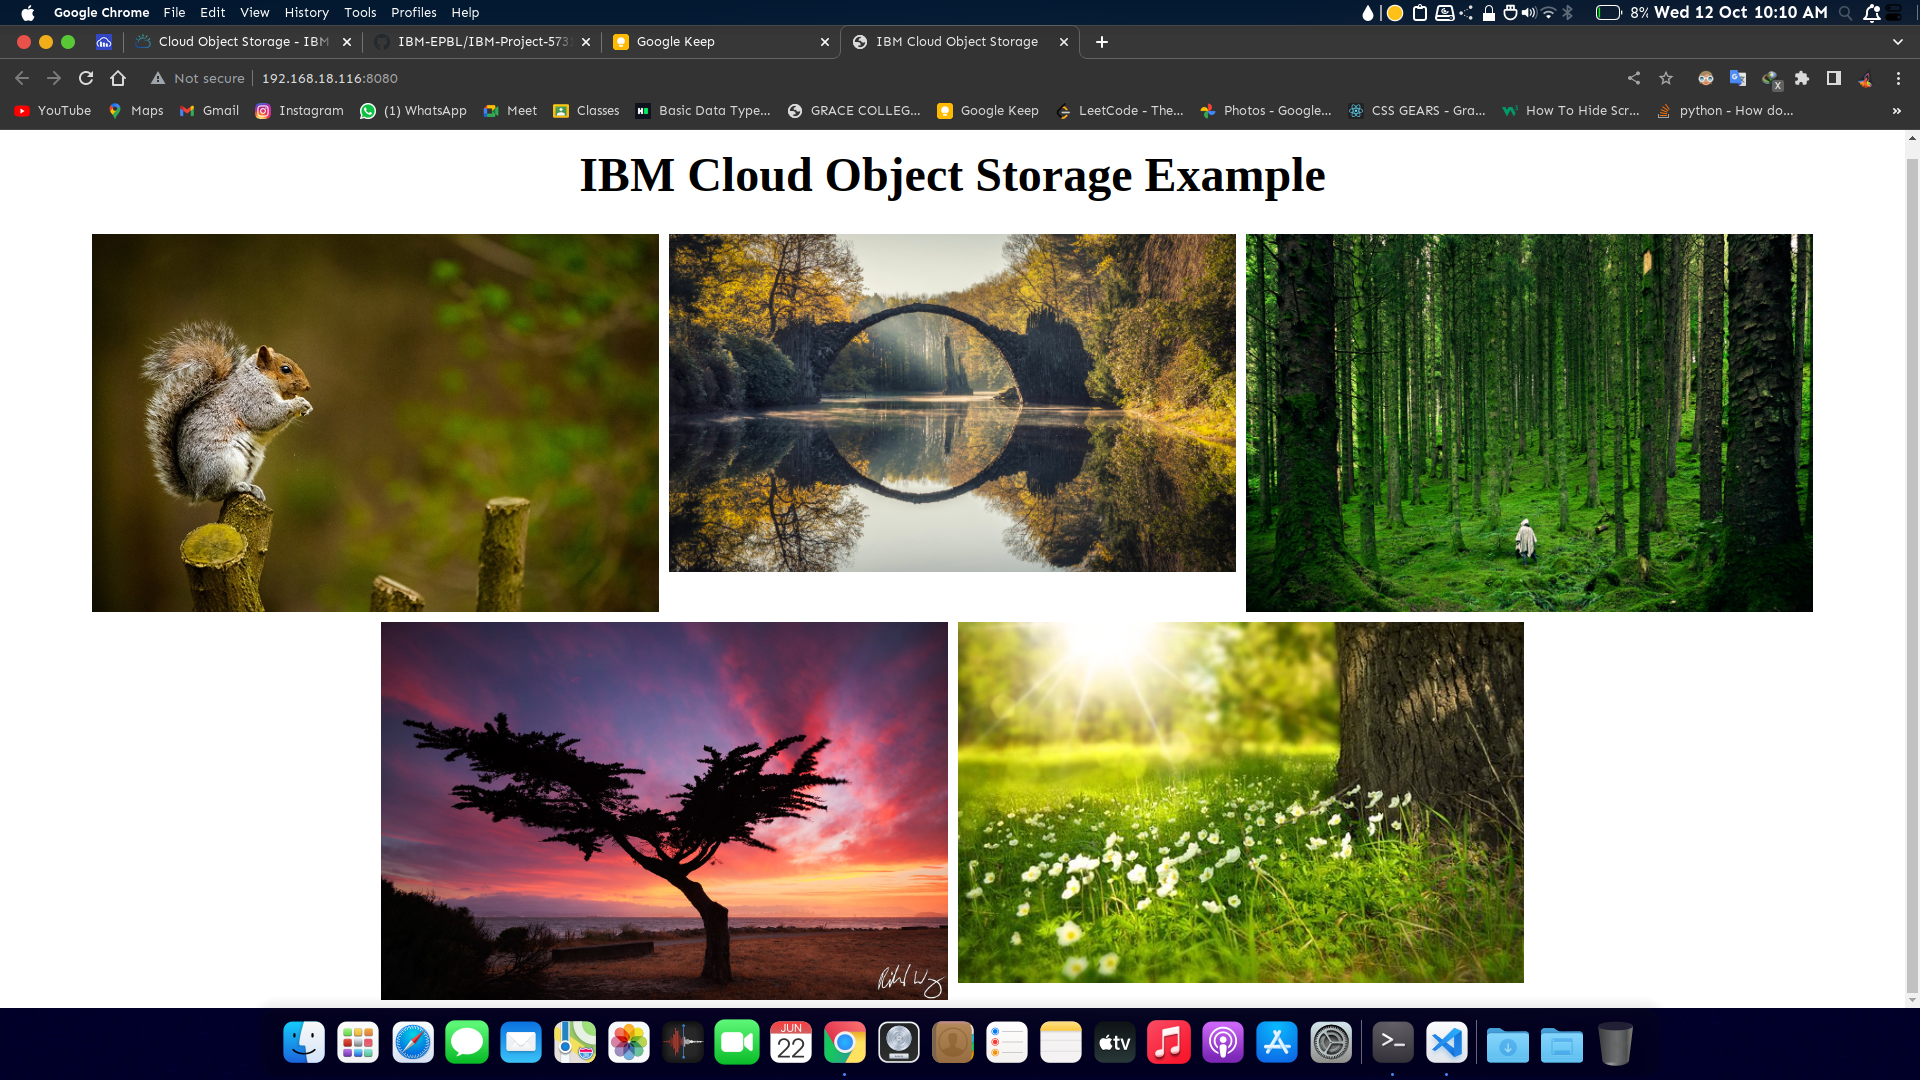 Google Chrome File Edit View History Tools Profiles Help 8% Wed 12 Oct 10:10 AM
Cloud Object Storage - IBM IBM-EPBL/IBM-Project-573 Google Keep IBM Cloud Object Storage
Not secure 192.168.18.116:8080
YouTube Maps Gmail Instagram (1) WhatsApp Meet Classes Basic Data Type... GRACE COLLEG... Google Keep LeetCode - The... Photos - Google... CSS GEARS - Gra... How To Hide Scr... python - How do...
IBM Cloud Object Storage Example
JUN
22
tv